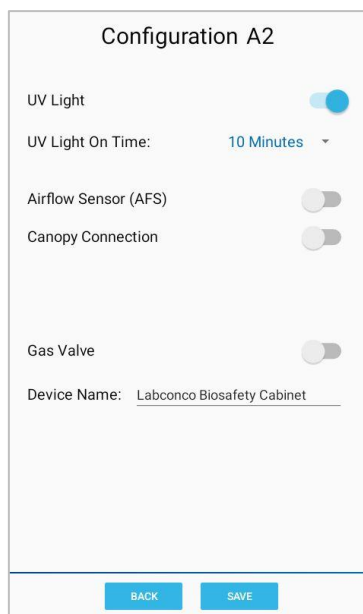 Configuration A2
UV Light
UV Light On Time: 10 Minutes
Airflow Sensor (AFS)
Canopy Connection
Gas Valve
Device Name: Labconco Biosafety Cabinet
BACK SAVE